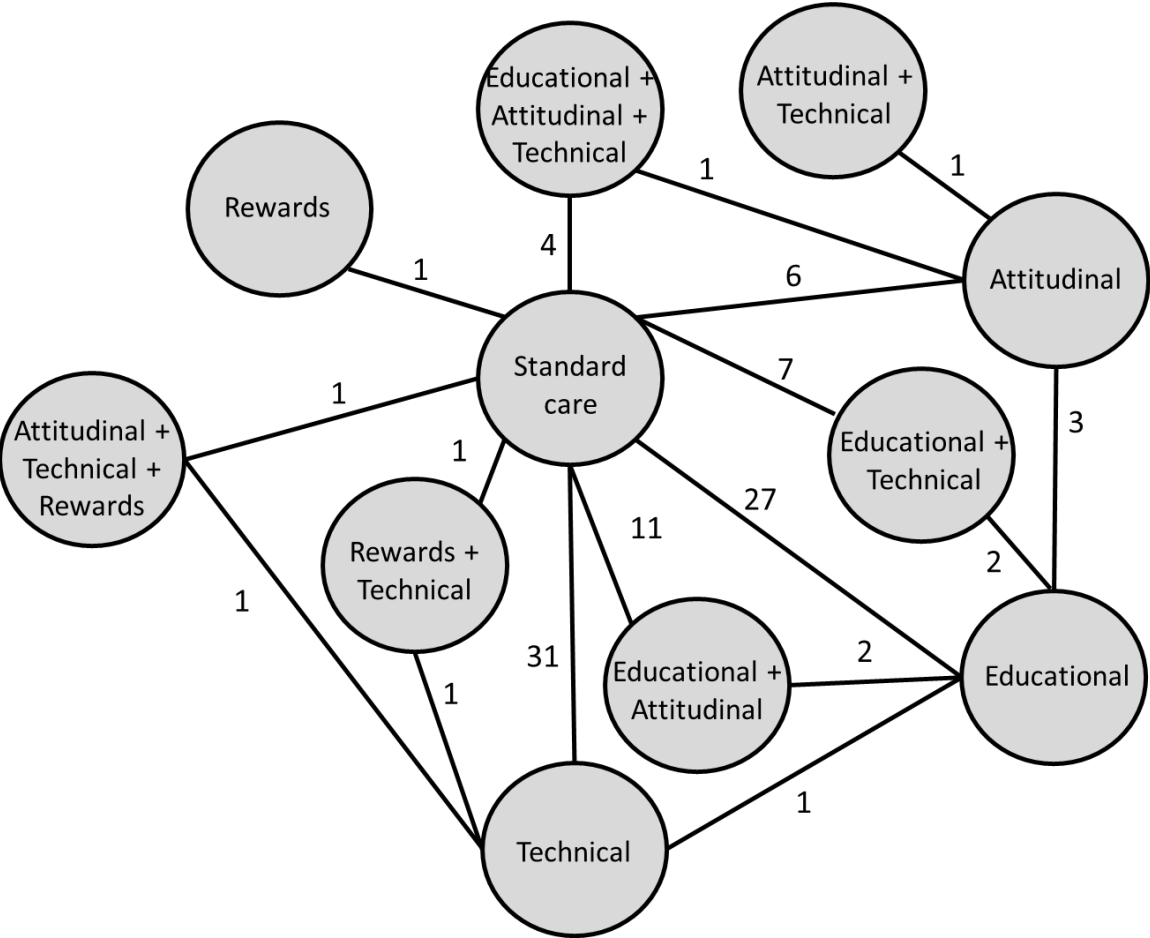 Educational +
Attitudinal +
Technical
Attitudinal +
Technical
1
1
Rewards
4
1
6
Attitudinal
Standard
care
7
1
3
Attitudinal +
Technical +
Rewards
1
Educational +
Technical
27
11
Rewards +
Technical
2
1
31
2
Educational +
Attitudinal
Educational
1
1
Technical